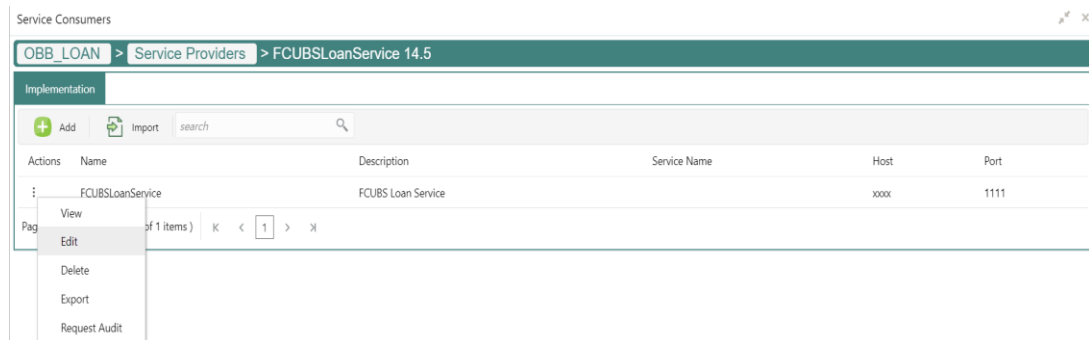 Service Consumers
OBB_LOAN > Service Providers > FCUBSLoanService 14.5
Implementation
Add Import search
Actions Name Description Service Name Host Port
FCUBSLoanService FCUBS Loan Service xxxx 1111
View
of 1 items ) 1
Edit
Delete
Export
Request Audit